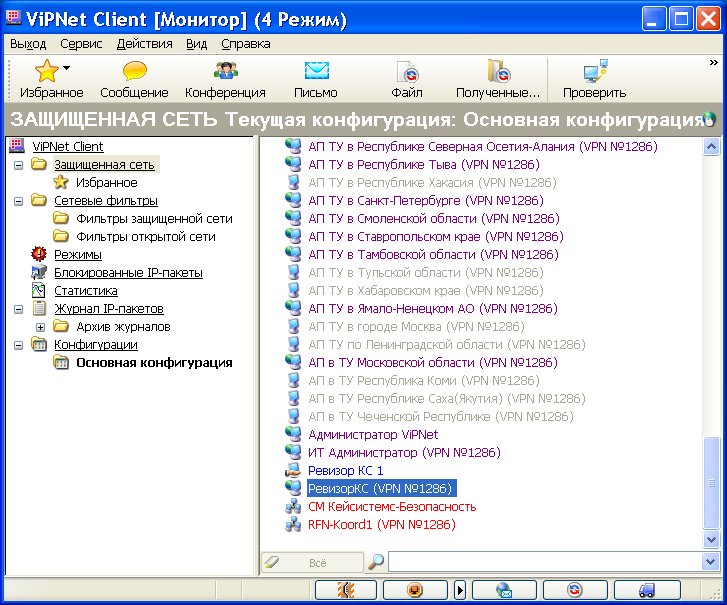 ViPNet Client [Монитор] (4 Режим)
Выход Сервис Действия Вид Справка
Избранное Сообщение Конференция Письмо Файл Полученные... Проверить
ЗАЩИЩЕННАЯ СЕТЬ Текущая конфигурация: Основная конфигурация
ViPNet Client
Защищенная сеть
Избранное
Сетевые фильтры
Фильтры защищенной сети
Фильтры открытой сети
Режимы
Блокированные IP-пакеты
Статистика
Журнал IP-пакетов
Архив журналов
Конфигурации
Основная конфигурация
АП ТУ в Республике Северная Осетия-Алания (VPN №1286)
АП ТУ в Республике Тыва (VPN №1286)
АП ТУ в Республике Хакасия (VPN №1286)
АП ТУ в Санкт-Петербурге (VPN №1286)
АП ТУ в Смоленской области (VPN №1286)
АП ТУ в Ставропольском крае (VPN №1286)
АП ТУ в Тамбовской области (VPN №1286)
АП ТУ в Тульской области (VPN №1286)
АП ТУ в Хабаровском крае (VPN №1286)
АП ТУ в Ямало-Ненецком АО (VPN №1286)
АП ТУ в городе Москва (VPN №1286)
АП ТУ по Ленинградской области (VPN №1286)
АП в ТУ Московской области (VPN №1286)
АП в ТУ Республика Коми (VPN №1286)
АП в ТУ Республике Саха(Якутия) (VPN №1286)
АП в ТУ Чеченской Республике (VPN №1286)
Администратор ViPNet
ИТ Администратор (VPN №1286)
Ревизор КС 1
РевизорКС (VPN №1286)
СМ Кейсистемс-Безопасность
RFN-Koord1 (VPN №1286)
Всё